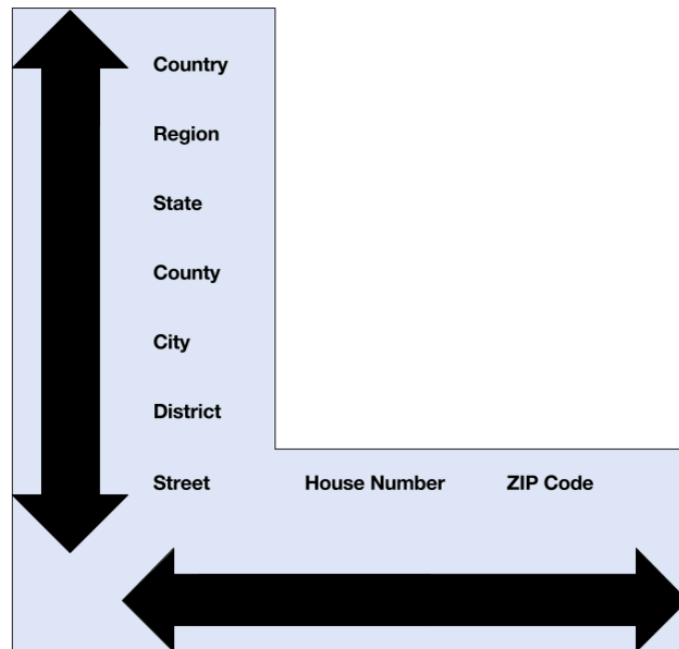 Country
Region
State
County
City
District
Street House Number ZIP Code